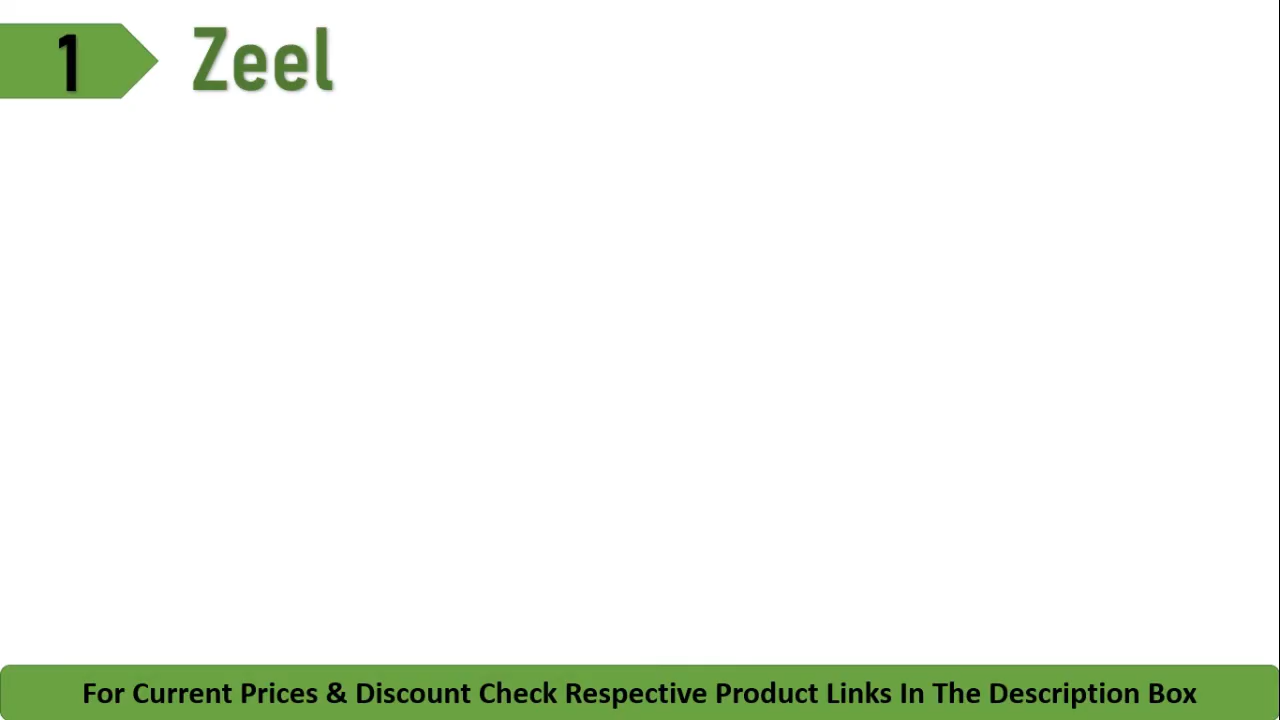 1 Zeel
For Current Prices & Discount Check Respective Product Links In The Description Box